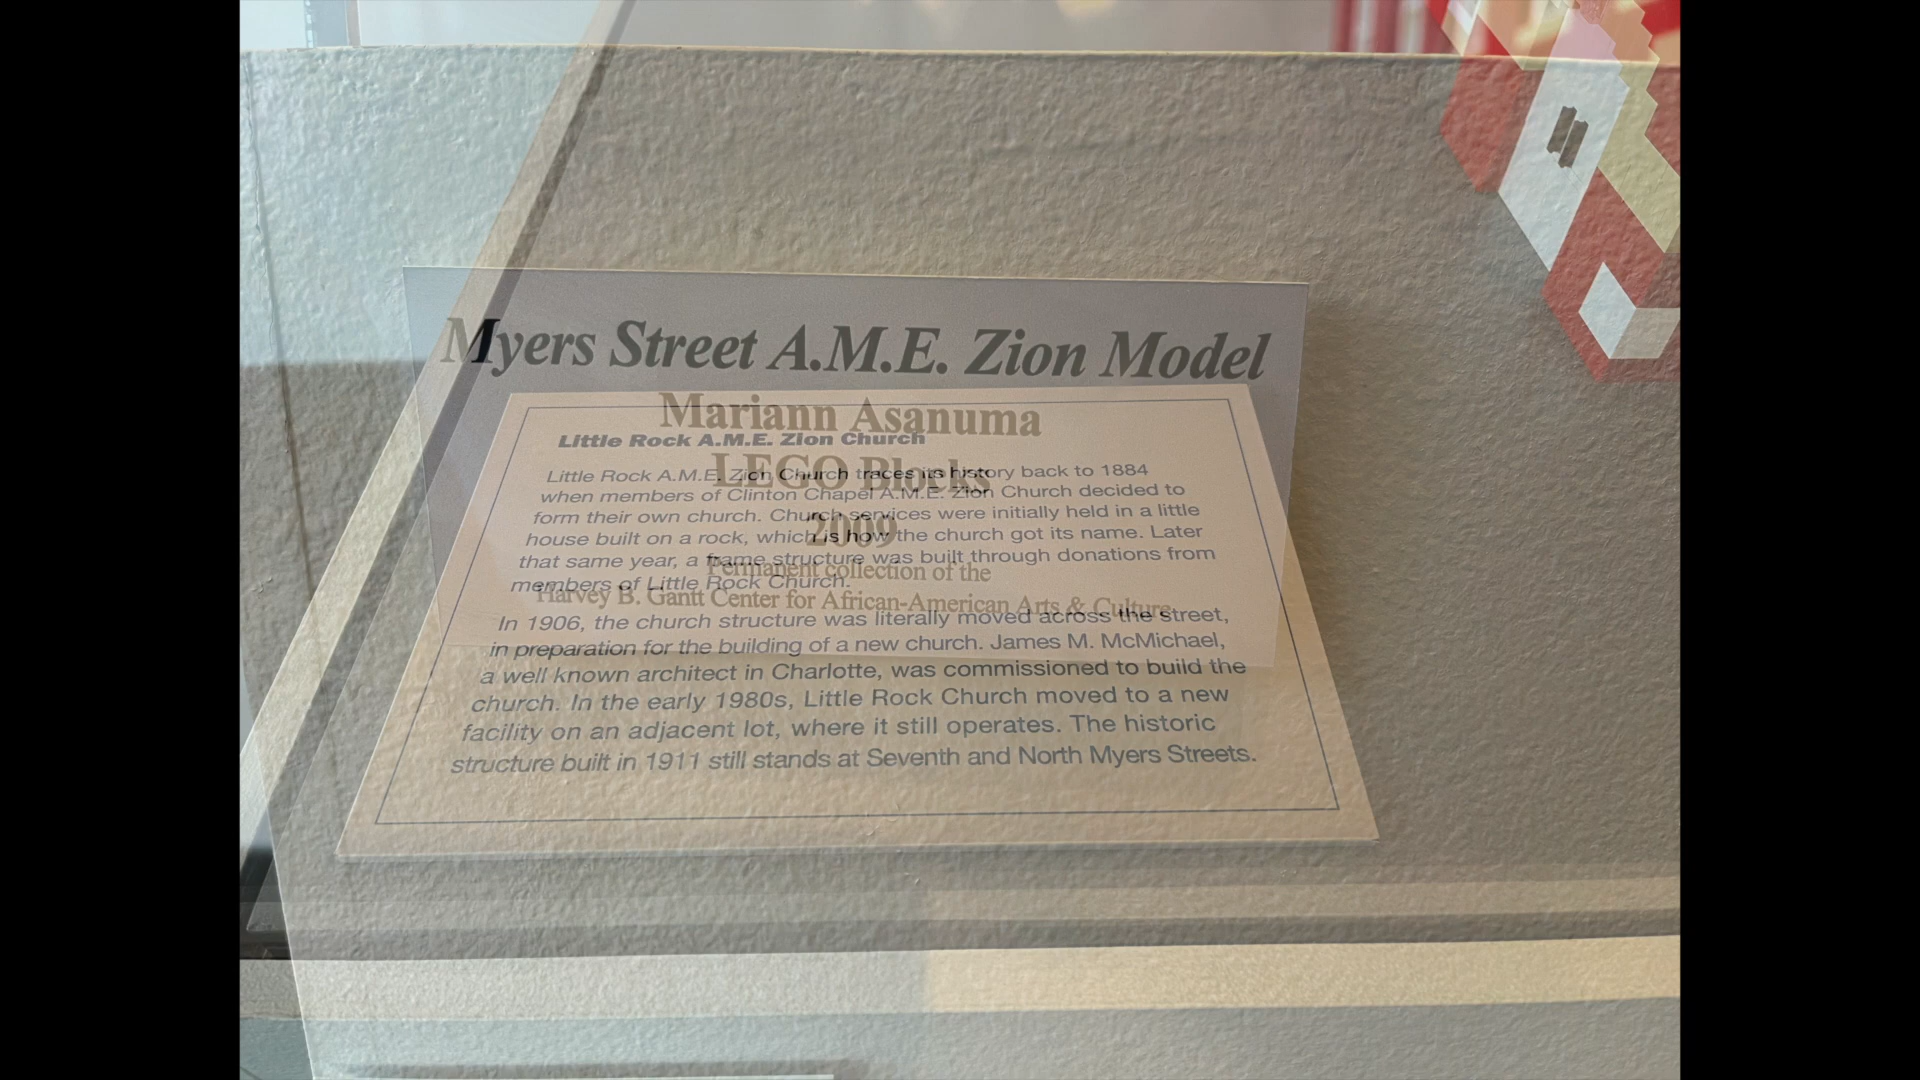 Myers Street A.M.E. Zion Model
Mariann Asanuma
LEGO Blocks
2009
Permanent collection of the
Harvey B. Gantt Center for African-American Arts & Culture
Little Rock A.M.E. Zion Church
Little Rock A.M.E. Zion Church traces its history back to 1884
when members of Clinton Chapel A.M.E. Zion Church decided to
form their own church. Church services were initially held in a little
house built on a rock, which is how the church got its name. Later
that same year, a frame structure was built through donations from
members of Little Rock Church.
In 1906, the church structure was literally moved across the street,
in preparation for the building of a new church. James M. McMichael,
a well known architect in Charlotte, was commissioned to build the
church. In the early 1980s, Little Rock Church moved to a new
facility on an adjacent lot, where it still operates. The historic
structure built in 1911 still stands at Seventh and North Myers Streets.